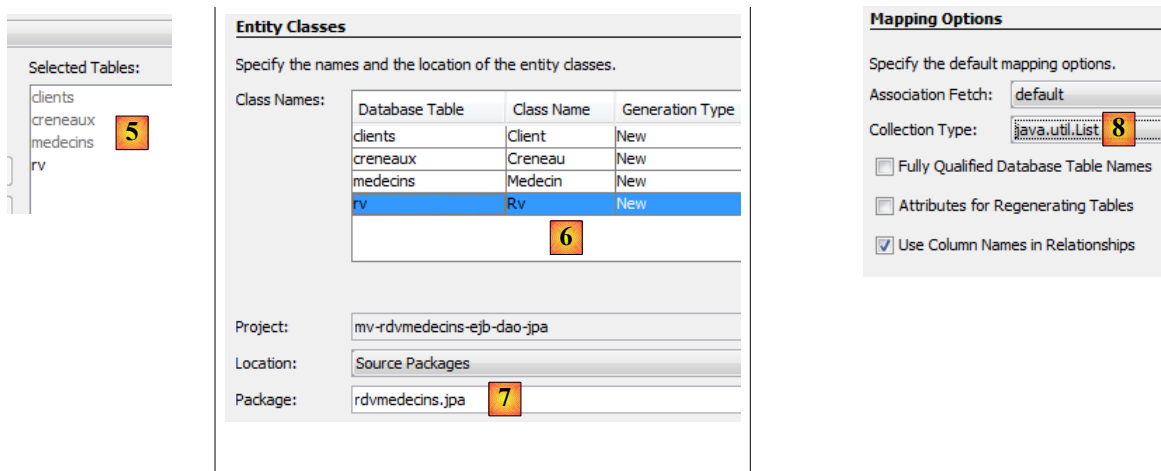 Selected Tables:
clients
creneaux
medecins
rv
5
Entity Classes
Specify the names and the location of the entity classes.
Class Names:
Database Table Class Name Generation Type
clients Client New
creneaux Creneau New
medecins Medecin New
rv Rv New
6
Project: mv-rdvmedecins-ejb-dao-jpa
Location: Source Packages
Package: rdvmedecins.jpa 7
Mapping Options
Specify the default mapping options.
Association Fetch: default
Collection Type: java.util.List 8
Fully Qualified Database Table Names
Attributes for Regenerating Tables
Use Column Names in Relationships